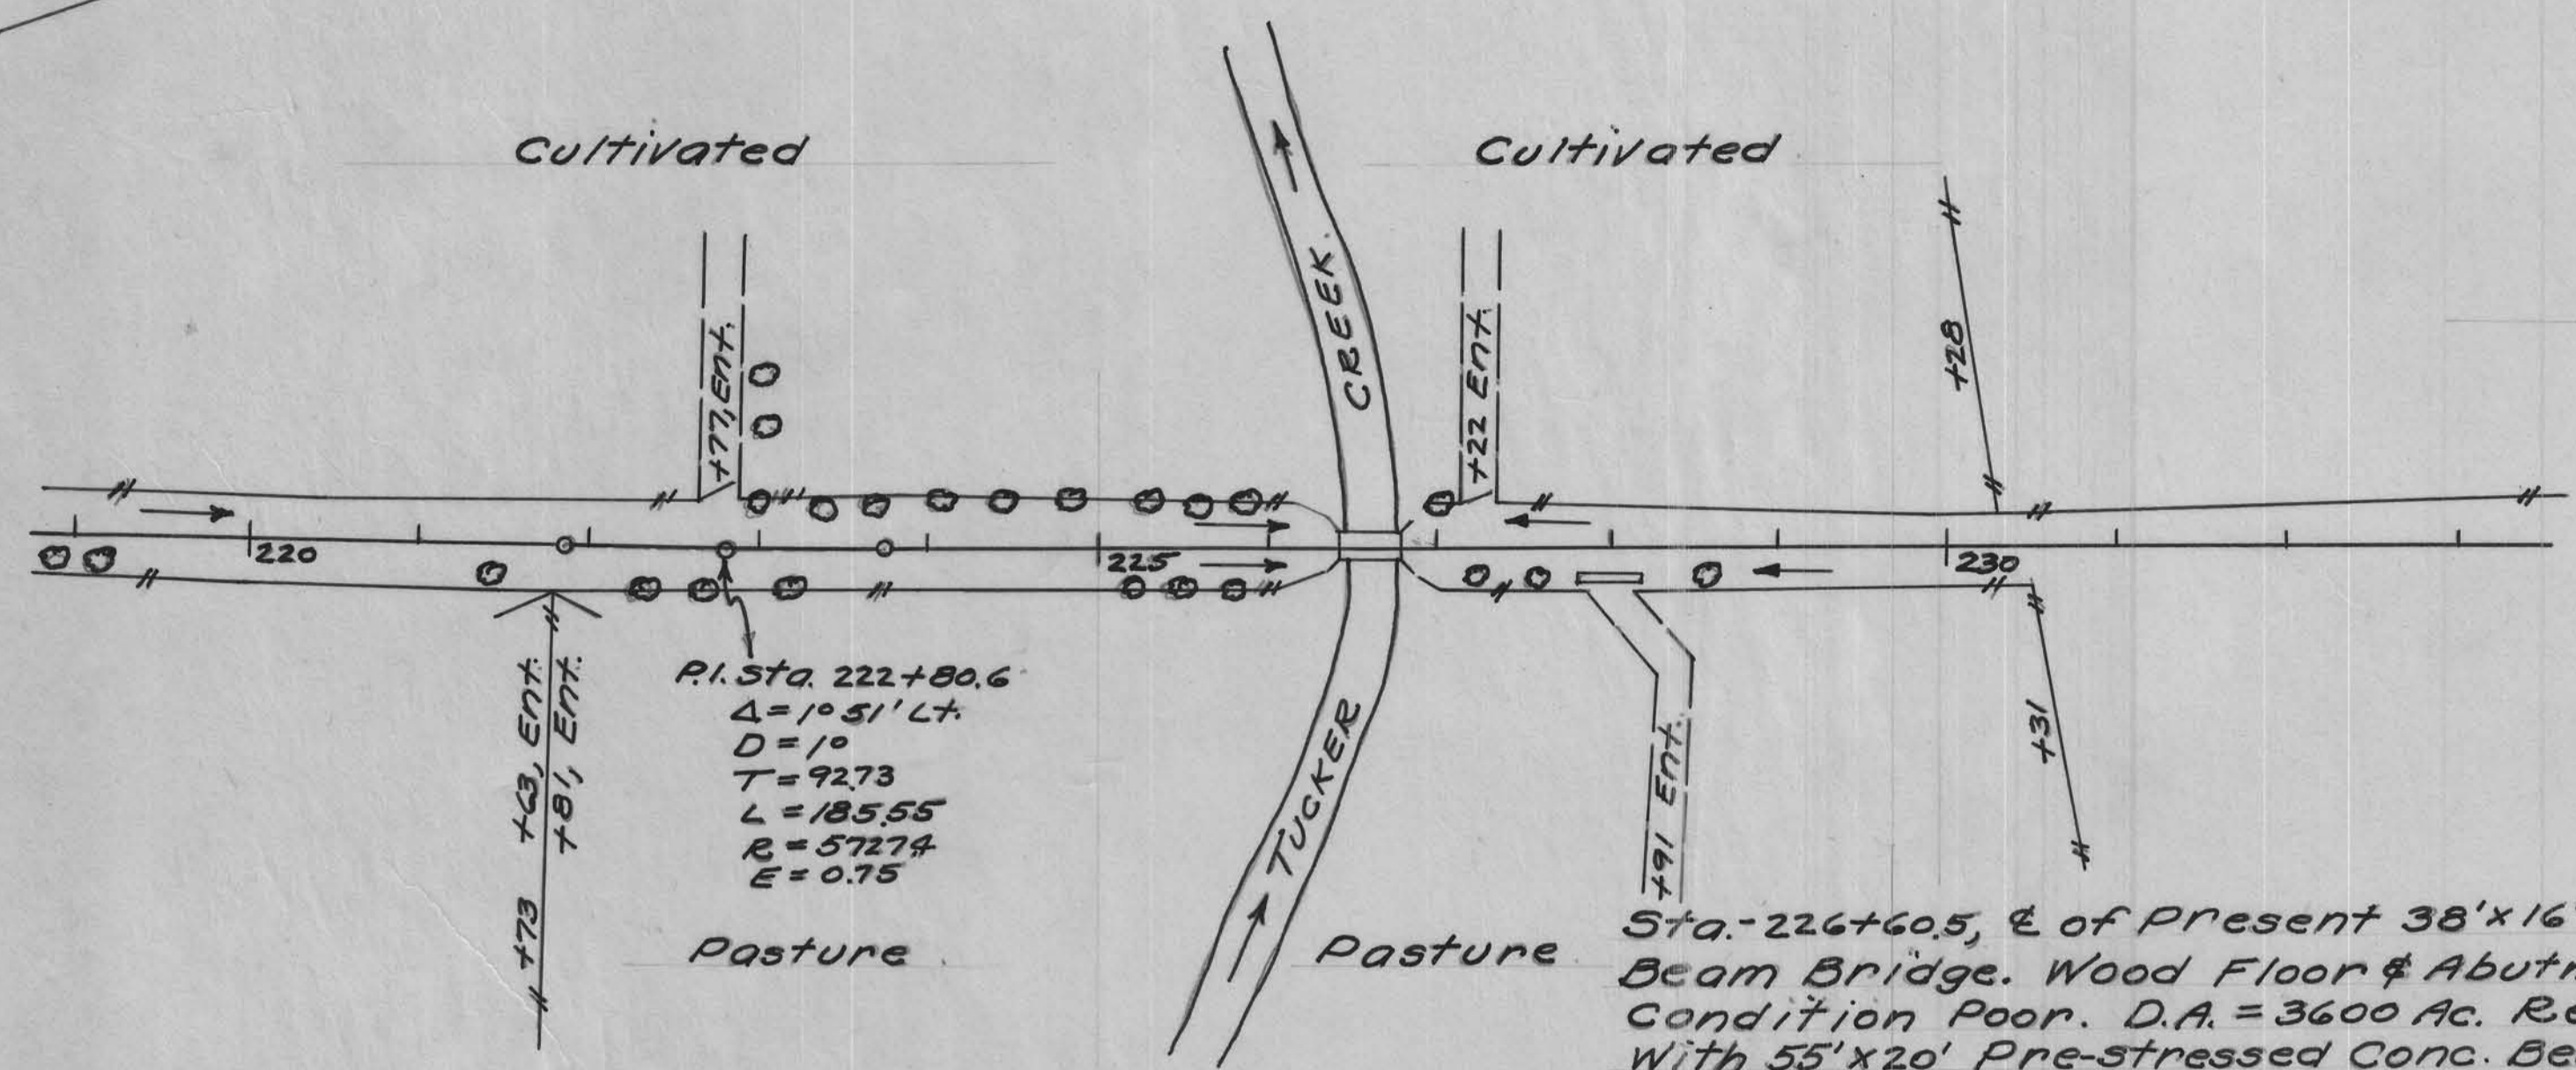 Cultivated
Cultivated
+77, Ent.
CREEK
+22 Ent.
+28
220
225
230
+73 +63, Ent.
+81, Ent.
P.I. Sta. 222+80.6
Δ = 1° 51' Lt.
D = 1°
T = 92.73
L = 185.55
R = 5727.4
E = 0.75
TUCKER
+91 Ent.
+31
Pasture
Pasture
Sta.-226+60.5, ℄ of Present 38'x16'
Beam Bridge. Wood Floor &
Condition Poor. D.A. = 3600 Ac.
With 55'x20' Pre-stressed Conc.